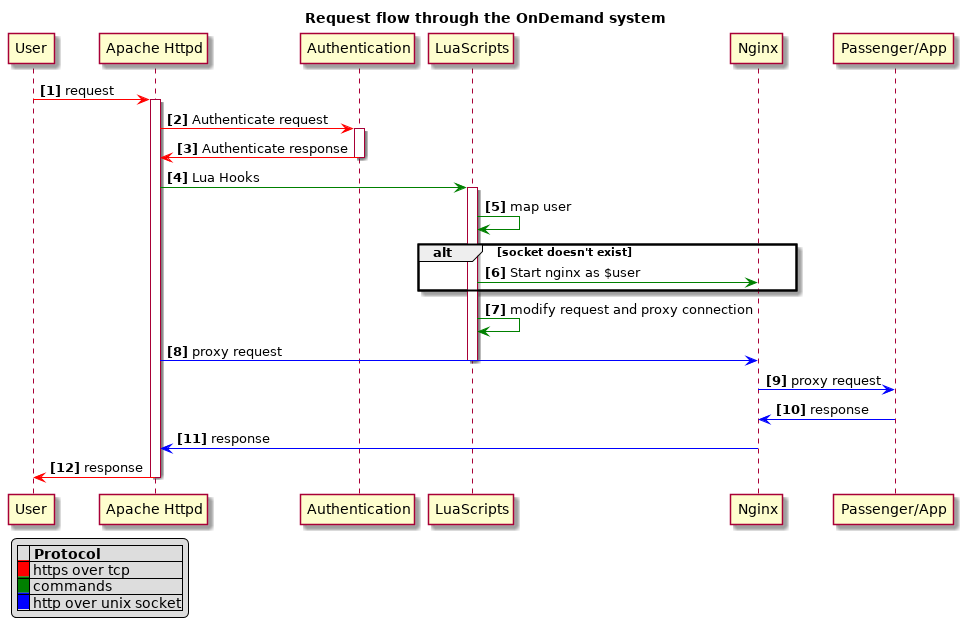 Request flow through the OnDemand system
User Apache Httpd Authentication LuaScripts Nginx Passenger/App
[1] request
[2] Authenticate request
[3] Authenticate response
[4] Lua Hooks
[5] map user
alt [socket doesn't exist]
[6] Start nginx as $user
[7] modify request and proxy connection
[8] proxy request
[9] proxy request
[10] response
[11] response
[12] response
User Apache Httpd Authentication LuaScripts Nginx Passenger/App
Protocol
https over tcp
commands
http over unix socket